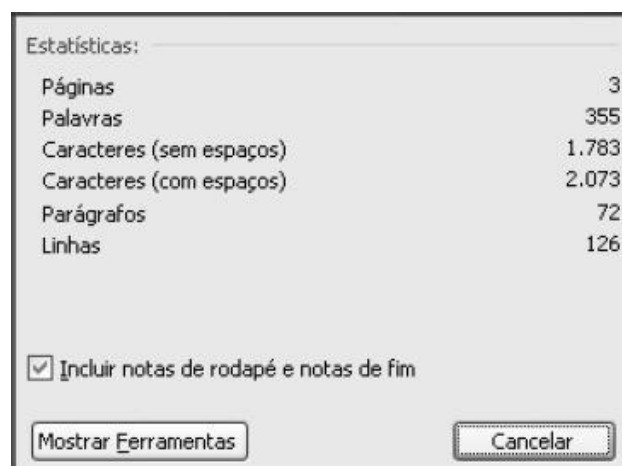 Estatísticas:
Páginas 3
Palavras 355
Caracteres (sem espaços) 1.783
Caracteres (com espaços) 2.073
Parágrafos 72
Linhas 126
Incluir notas de rodapé e notas de fim
Mostrar Ferramentas Cancelar